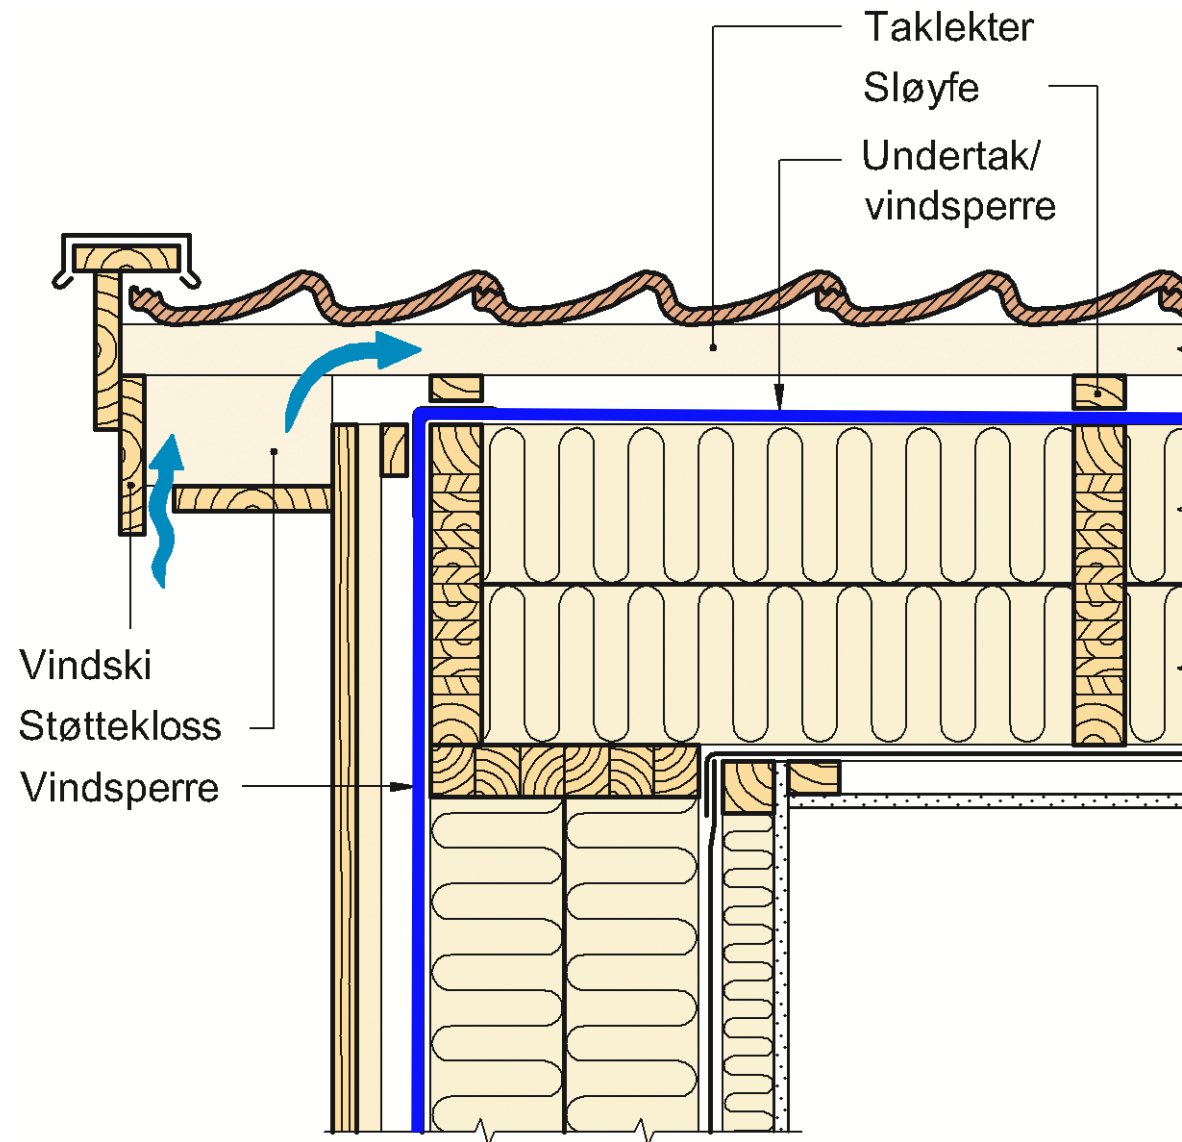 Taklekter
Sløyfe
Undertak/
vindsperre
Vindski
Støttekloss
Vindsperre